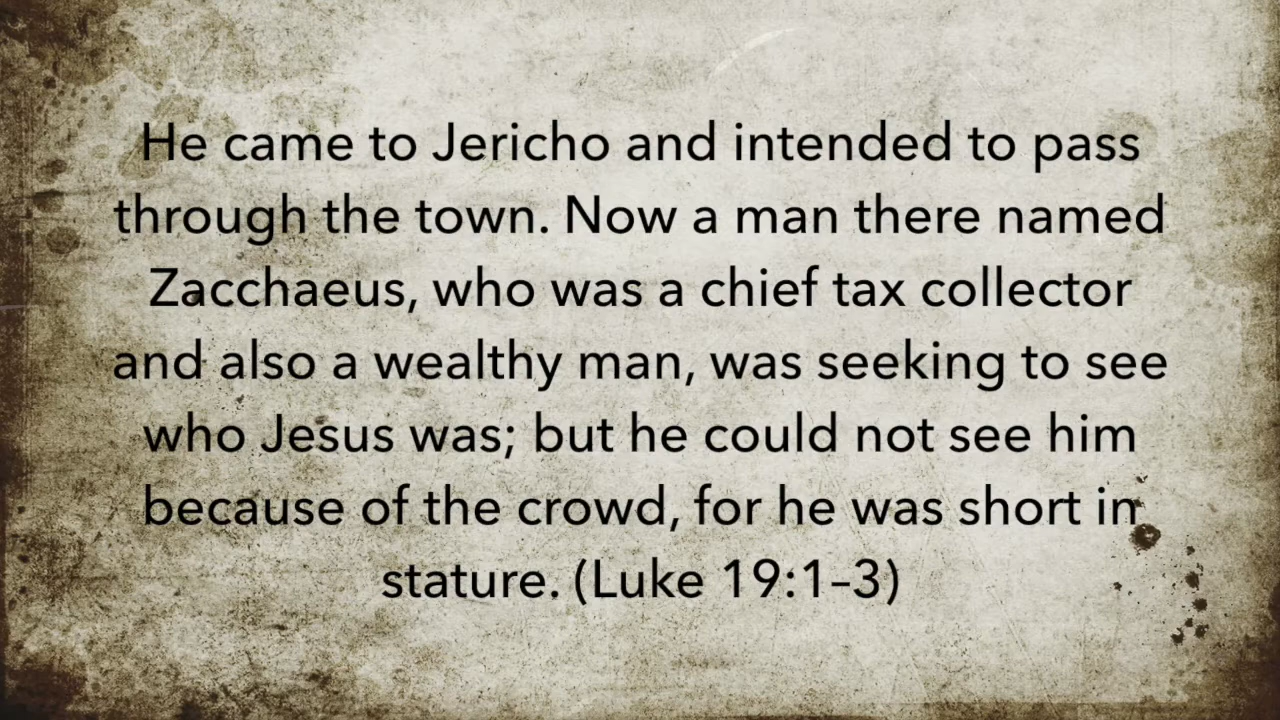 He came to Jericho and intended to pass
through the town. Now a man there named
Zacchaeus, who was a chief tax collector
and also a wealthy man, was seeking to see
who Jesus was; but he could not see him
because of the crowd, for he was short in
stature. (Luke 19:1–3)